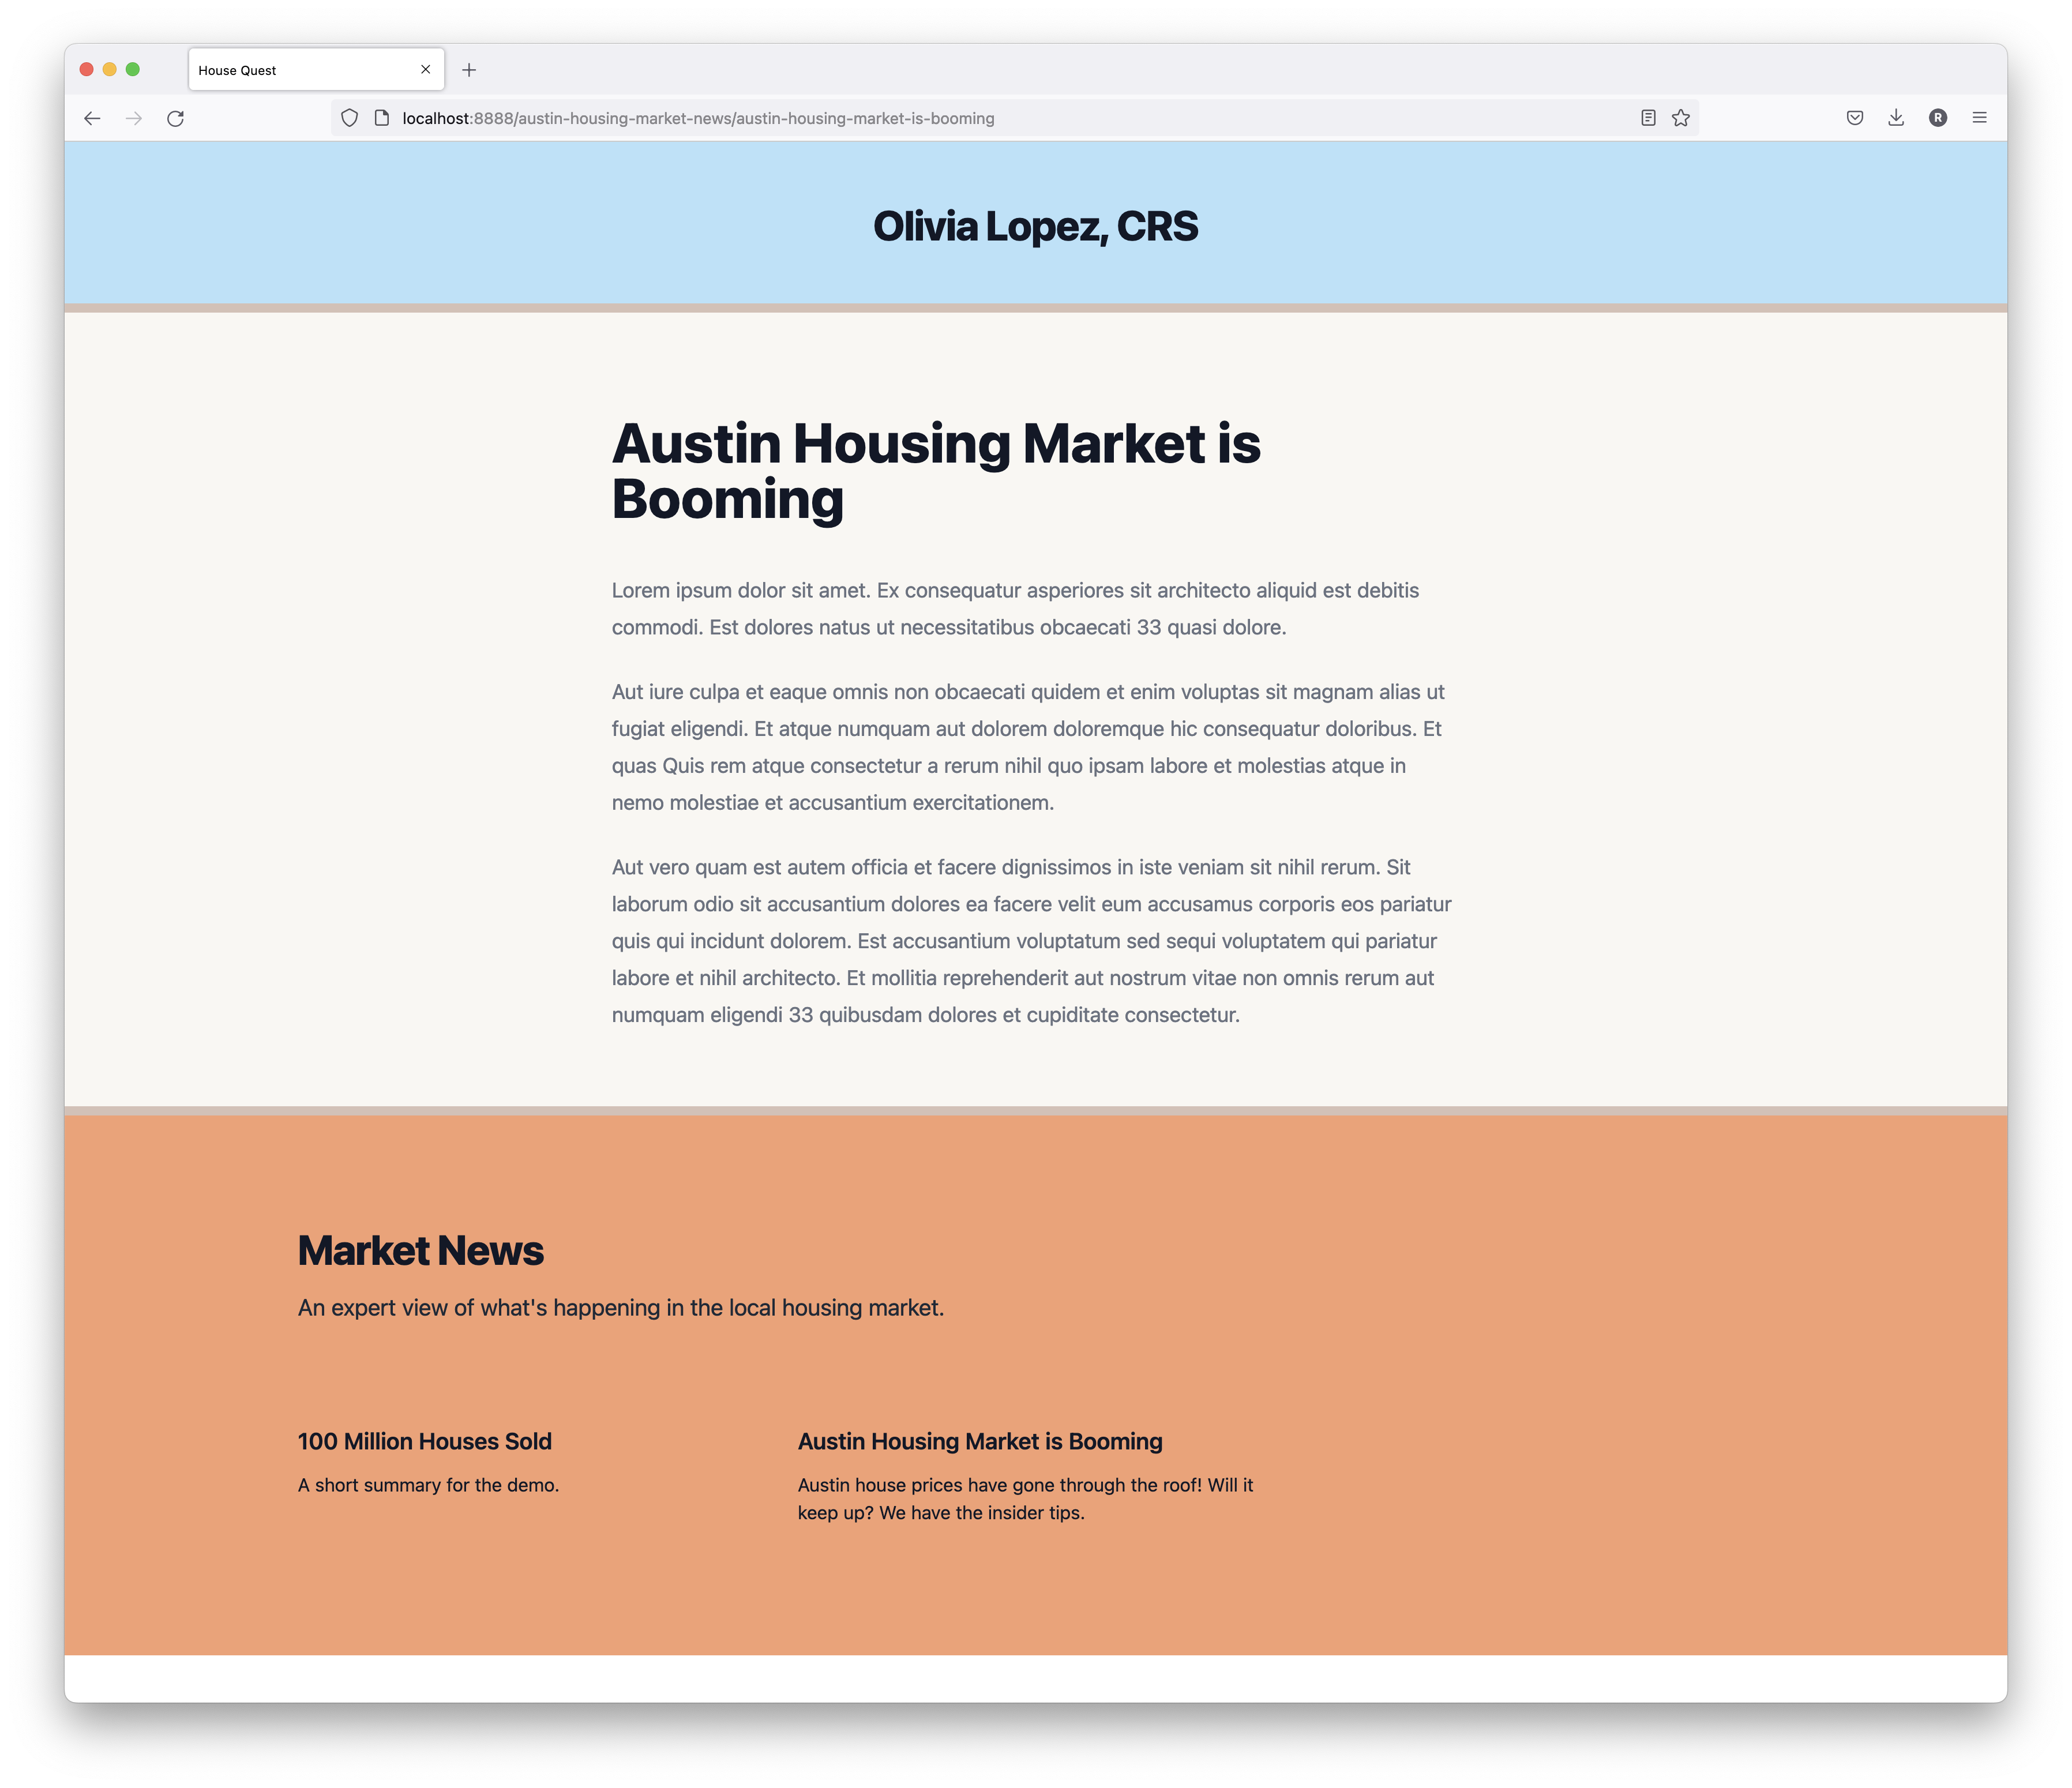 House Quest
localhost:8888/austin-housing-market-news/austin-housing-market-is-booming
R
Olivia Lopez, CRS
Austin Housing Market is
Booming
Lorem ipsum dolor sit amet. Ex consequatur asperiores sit architecto aliquid est debitis
commodi. Est dolores natus ut necessitatibus obcaecati 33 quasi dolore.
Aut iure culpa et eaque omnis non obcaecati quidem et enim voluptas sit magnam alias ut
fugiat eligendi. Et atque numquam aut dolorem doloremque hic consequatur doloribus. Et
quas Quis rem atque consectetur a rerum nihil quo ipsam labore et molestias atque in
nemo molestiae et accusantium exercitationem.
Aut vero quam est autem officia et facere dignissimos in iste veniam sit nihil rerum. Sit
laborum odio sit accusantium dolores ea facere velit eum accusamus corporis eos pariatur
quis qui incidunt dolorem. Est accusantium voluptatum sed sequi voluptatem qui pariatur
labore et nihil architecto. Et mollitia reprehenderit aut nostrum vitae non omnis rerum aut
numquam eligendi 33 quibusdam dolores et cupiditate consectetur.
Market News
An expert view of what's happening in the local housing market.
100 Million Houses Sold
A short summary for the demo.
Austin Housing Market is Booming
Austin house prices have gone through the roof! Will it
keep up? We have the insider tips.